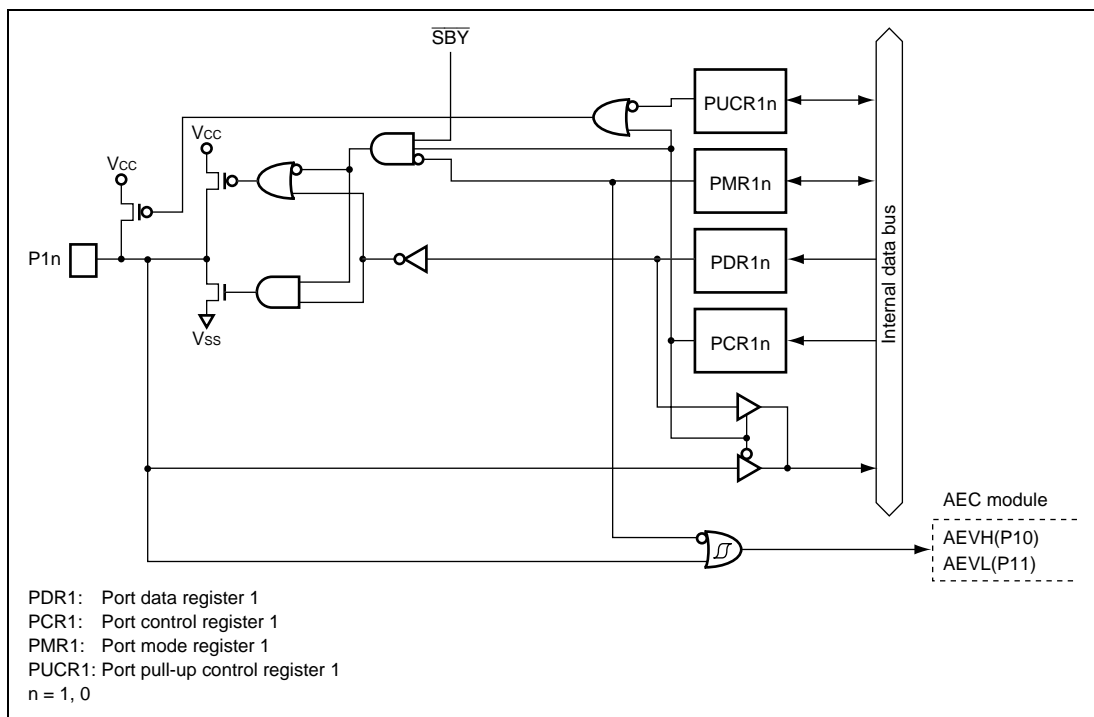 SBY
PUCR1n
VCC
VCC
PMR1n
P1n
PDR1n
Internal data bus
VSS
PCR1n
AEC module
AEVH(P10)
AEVL(P11)
PDR1: Port data register 1
PCR1: Port control register 1
PMR1: Port mode register 1
PUCR1: Port pull-up control register 1
n = 1, 0